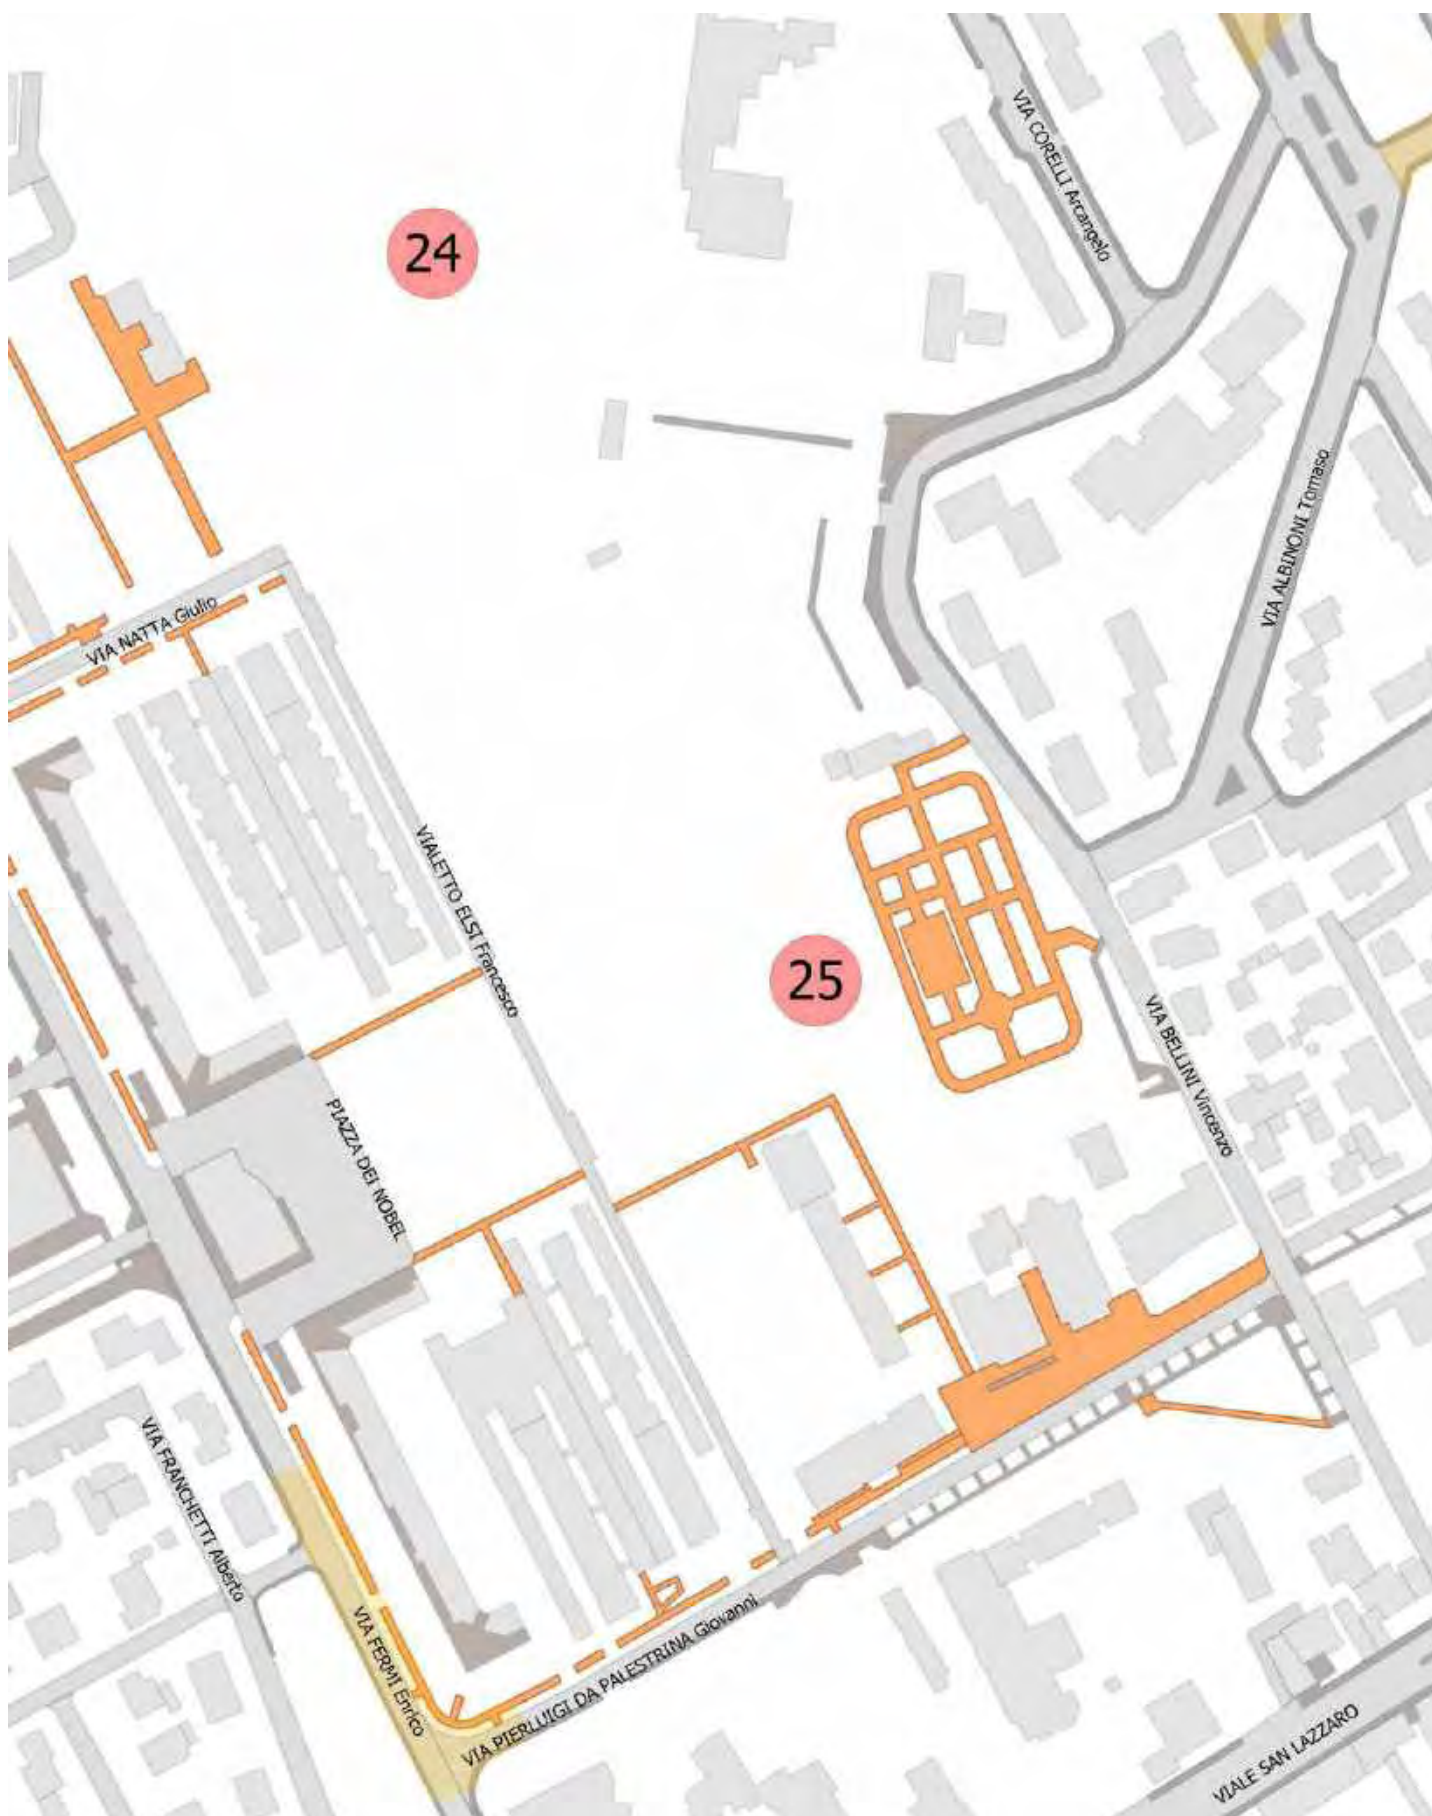 VIA CORELLI Arcangelo
24
VIA ALBINONI Tomaso
VIA NATTA Giulio
VIALETTO ELSI Francesco
25
VIA BELLINI Vincenzo
PIAZZA DEI NOBEL
VIA FRANCHETTI Alberto
VIA FERMI Enrico
VIA PIERLUIGI DA PALESTRINA Giovanni
VIALE SAN LAZZARO